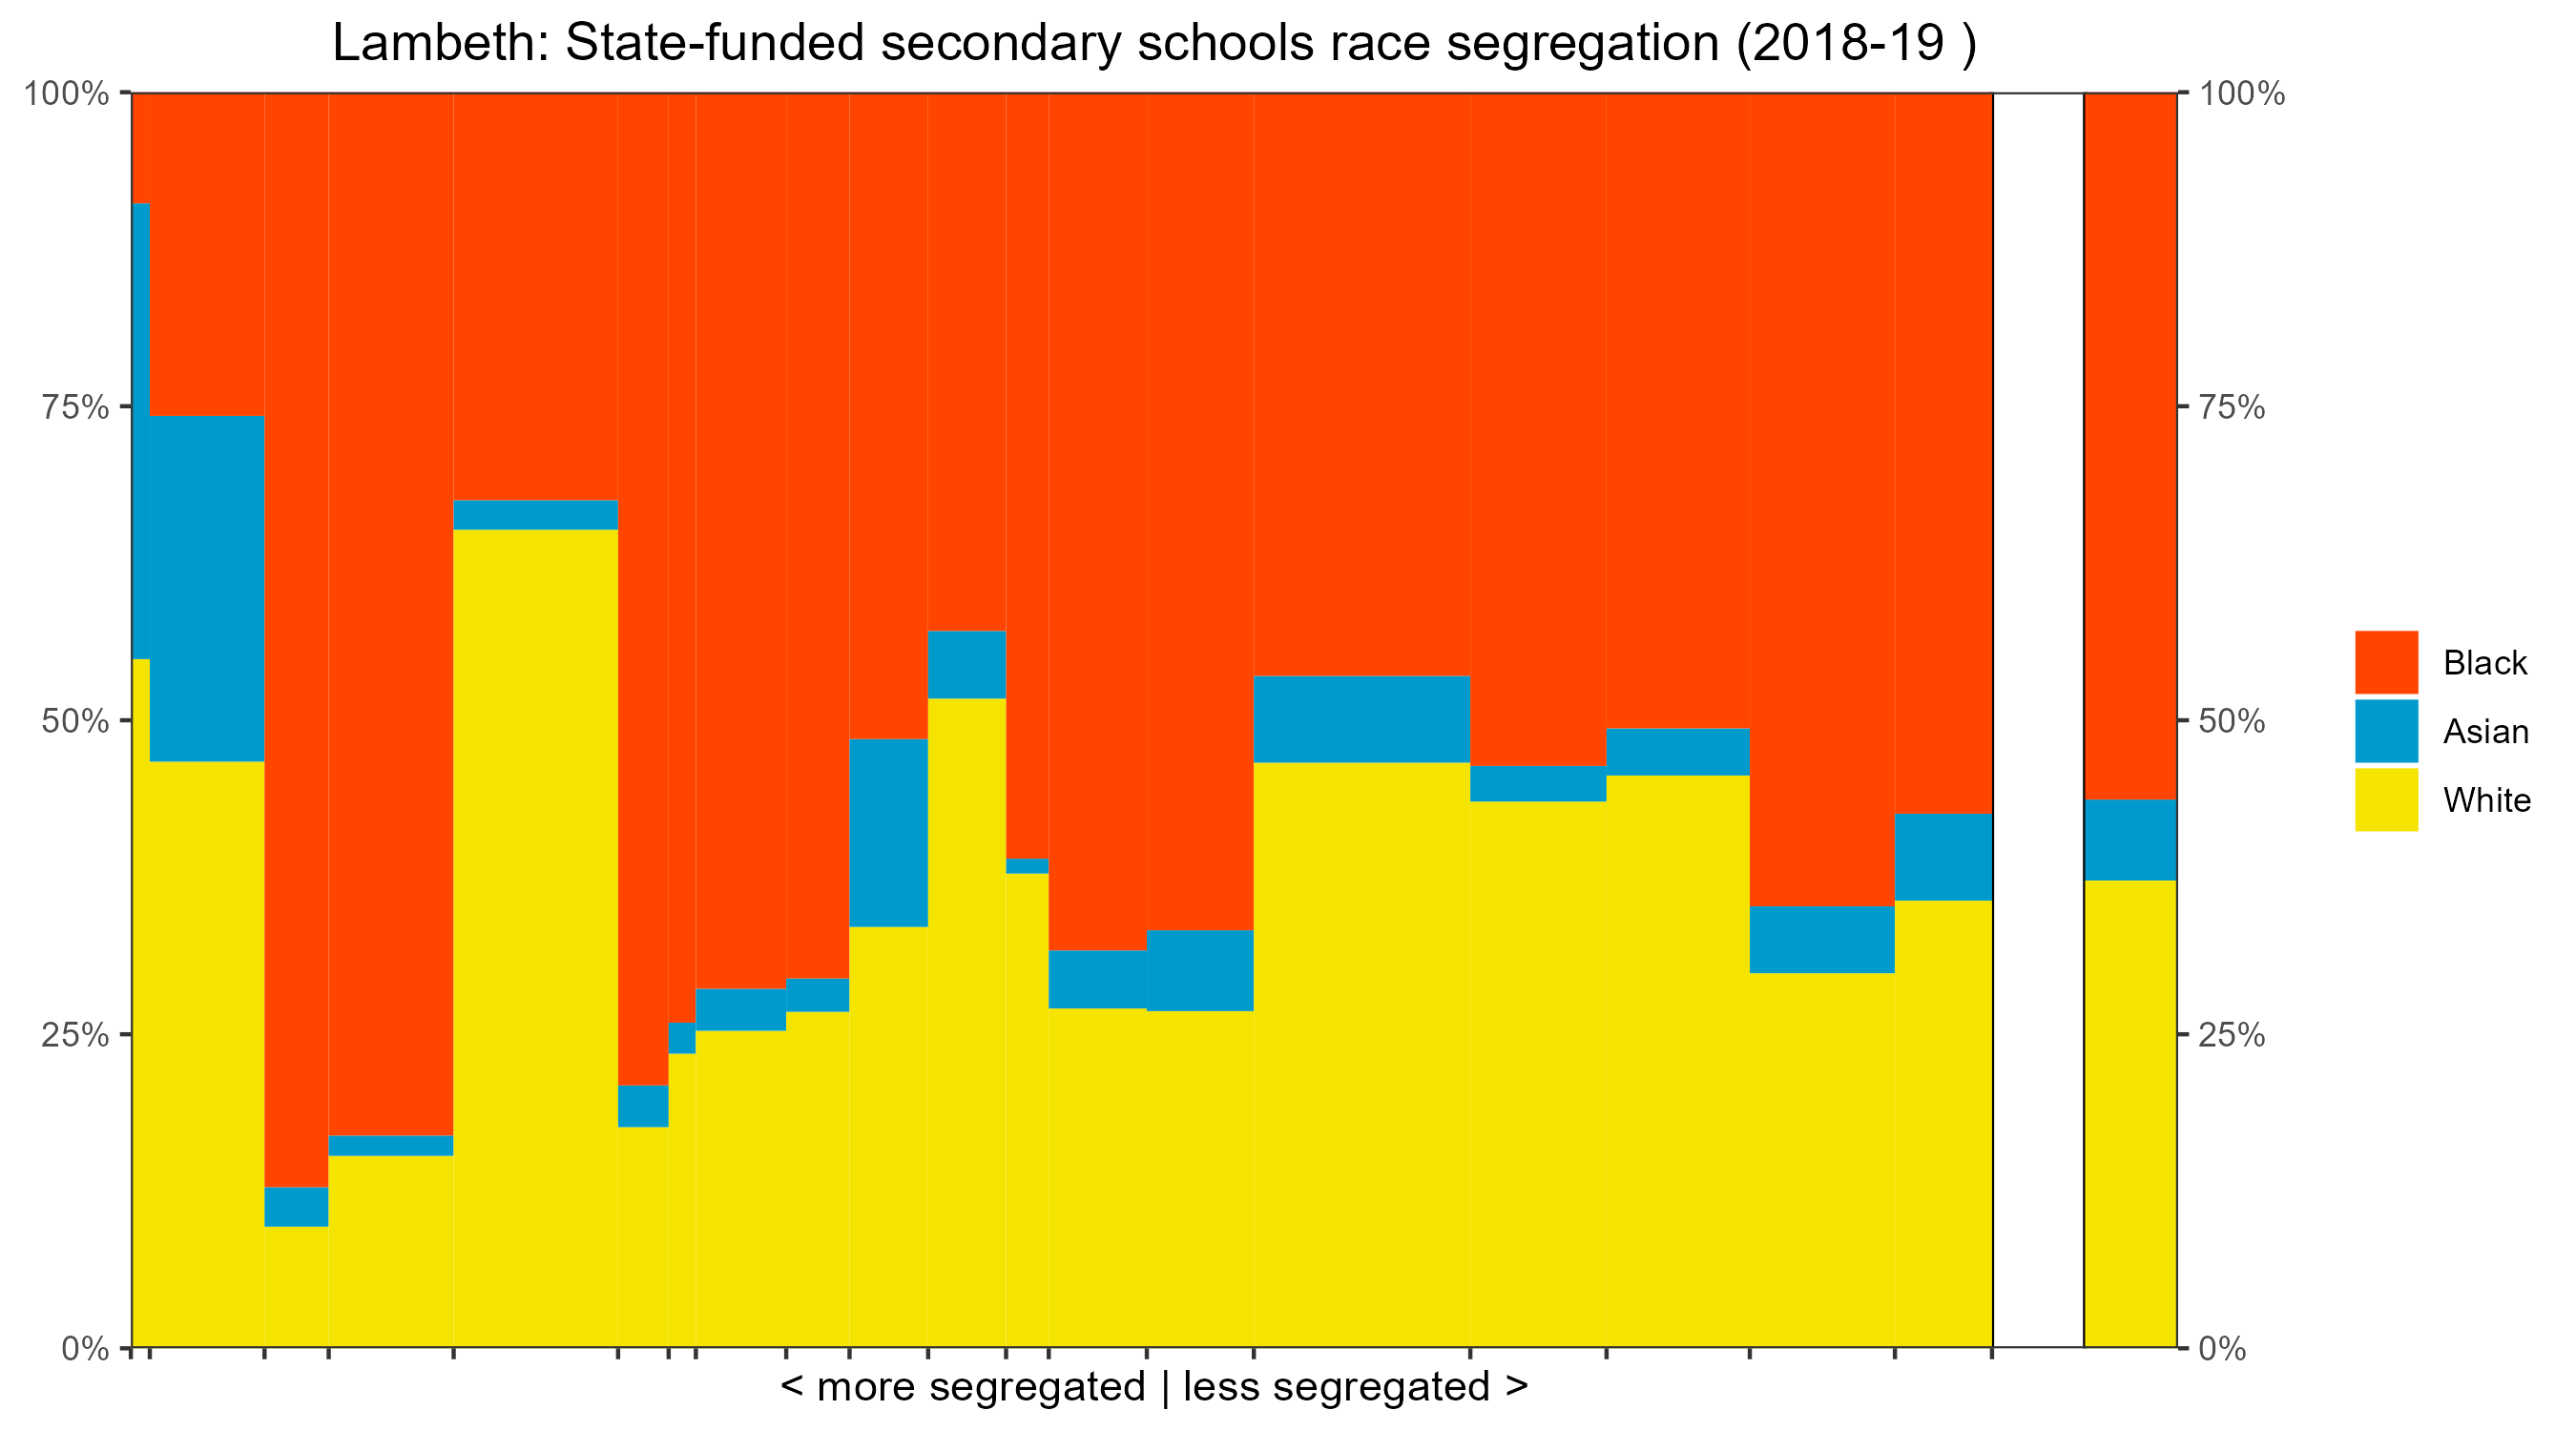 Lambeth: State-funded secondary schools race segregation (2018-19 )
100%
75%
50%
25%
0%
100%
75%
50%
25%
0%
Black
Asian
White
< more segregated | less segregated >